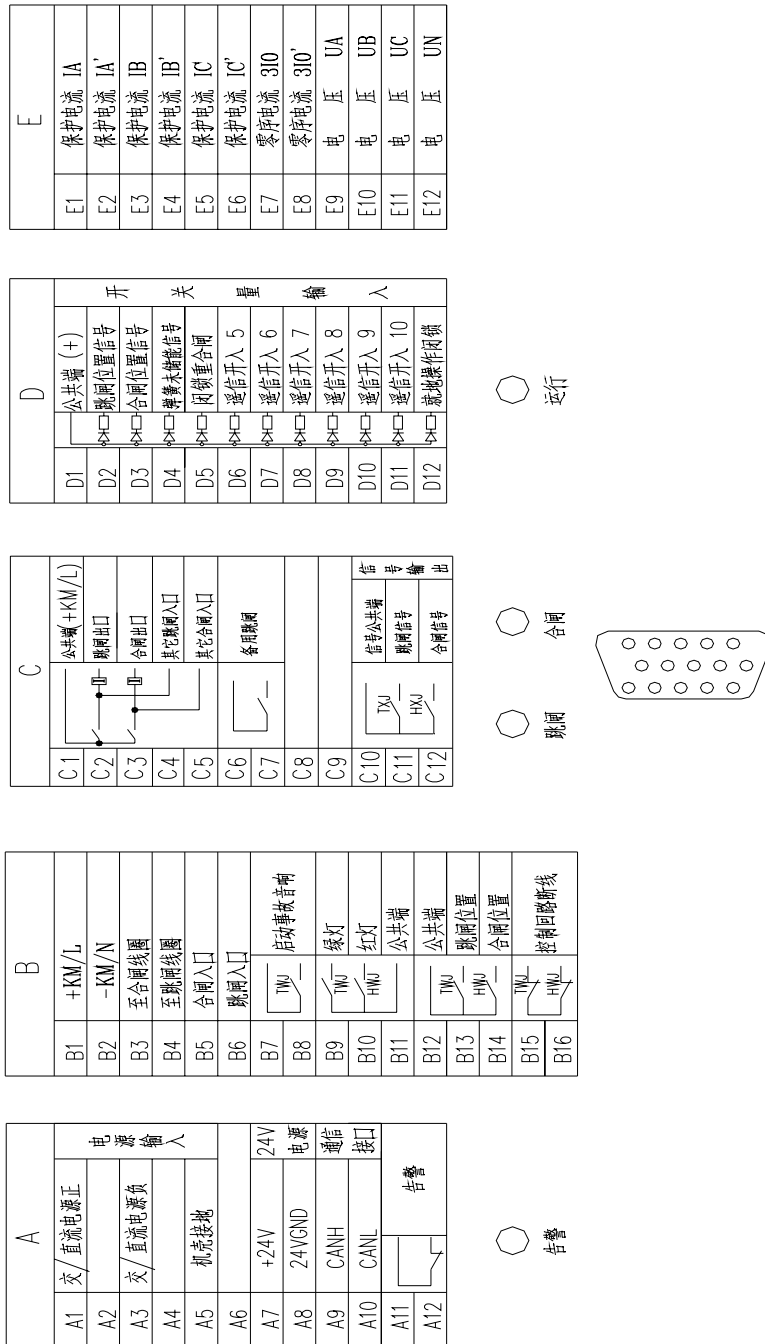 E
E1 保护电流 IA
E2 保护电流 IA'
E3 保护电流 IB
E4 保护电流 IB'
E5 保护电流 IC
E6 保护电流 IC'
E7 零序电流 3I0
E8 零序电流 3I0'
E9 电 压 UA
E10 电 压 UB
E11 电 压 UC
E12 电 压 UN
D
D1 公共端 (+)
D2 跳闸位置信号
D3 合闸位置信号
D4 弹簧未储能信号
D5 闭锁重合闸
D6 遥信开入 5
D7 遥信开入 6
D8 遥信开入 7
D9 遥信开入 8
D10 遥信开入 9
D11 遥信开入 10
D12 就地操作闭锁
开 关 量 输 入
运行
C
C1 公共端(+KM/L)
C2 跳闸出口
C3 合闸出口
C4 其它跳闸入口
C5 其它合闸入口
C6
备用跳闸
C7
C8
C9
C10 信号公共端
C11 TXJ 跳闸信号
C12 HXJ 合闸信号
信号输出
合闸
跳闸
B
B1 +KM/L
B2 -KM/N
B3 至合闸线圈
B4 至跳闸线圈
B5 合闸入口
B6 跳闸入口
B7
TWJ 启动事故音响
B8
B9 TWJ 绿灯
B10 HWJ 红灯
B11 公共端
B12 公共端
B13 TWJ 跳闸位置
B14 HWJ 合闸位置
B15 TWJ
控制回路断线
B16 HWJ
A
A1 交/直流电源正
A2
A3 交/直流电源负
A4
A5 机壳接地
电源输入
A6
A7 +24V
A8 24VGND
24V
电源
A9 CANH
A10 CANL
通信
接口
A11
告警
A12
告警